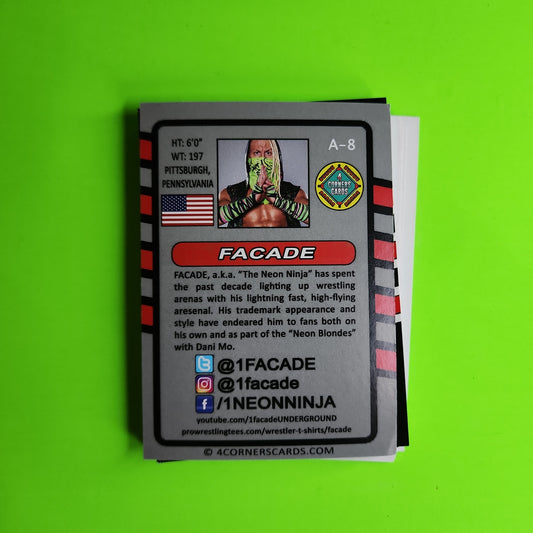 HT: 6'0"
WT: 197
PITTSBURGH,
PENNSYLVANIA
A-8
4
CORNERS
CARDS
FACADE
FACADE, a.k.a. "The Neon Ninja" has spent
the past decade lighting up wrestling
arenas with his lightning fast, high-flying
aresenal. His trademark appearance and
style have endeared him to fans both on
his own and as part of the "Neon Blondes"
with Dani Mo.
@1FACADE
@1facade
f /1NEONNINJA
youtube.com/1facadeUNDERGROUND
prowrestlingtees.com/wrestler-t-shirts/facade
© 4CORNERSCARDS.COM